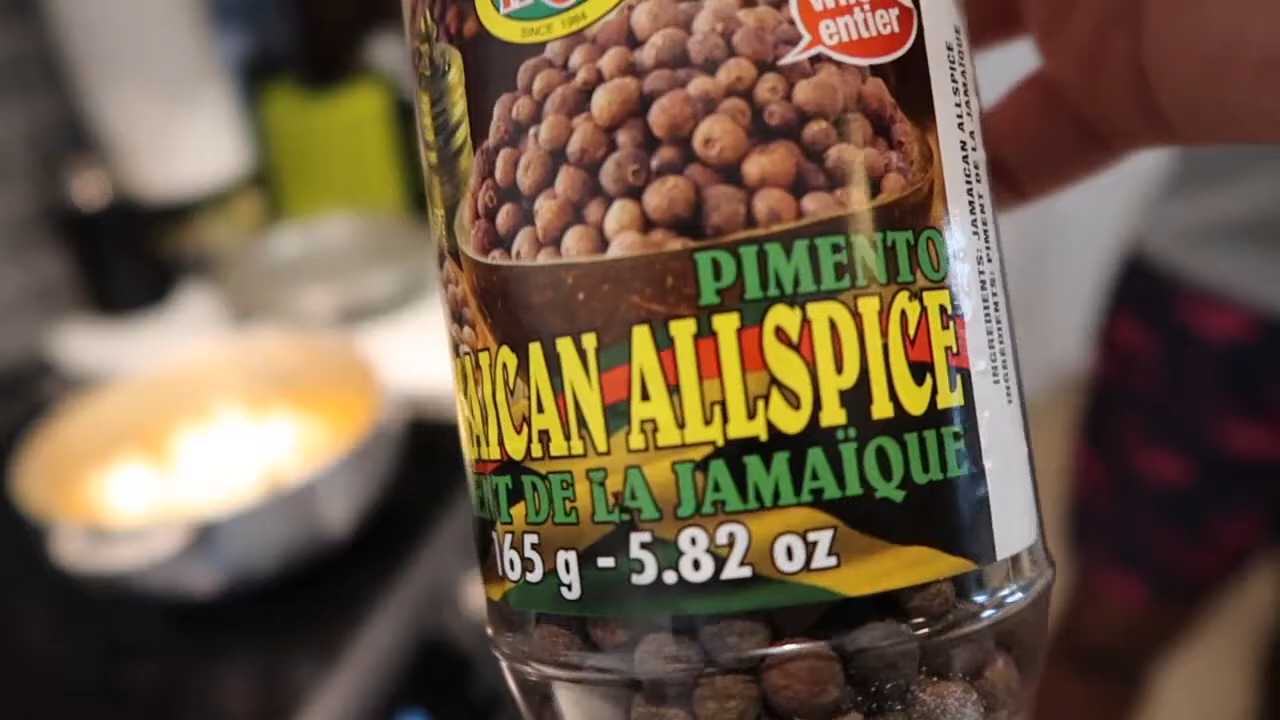 SINCE 1984
entier
PIMENTO
AICAN ALLSPICE
NT DE LA JAMAÏQUE
165 g - 5.82 oz
INGREDIENTS: JAMAICAN ALLSPICE
INGRÉDIENTS: PIMENT DE LA JAMAÏQUE